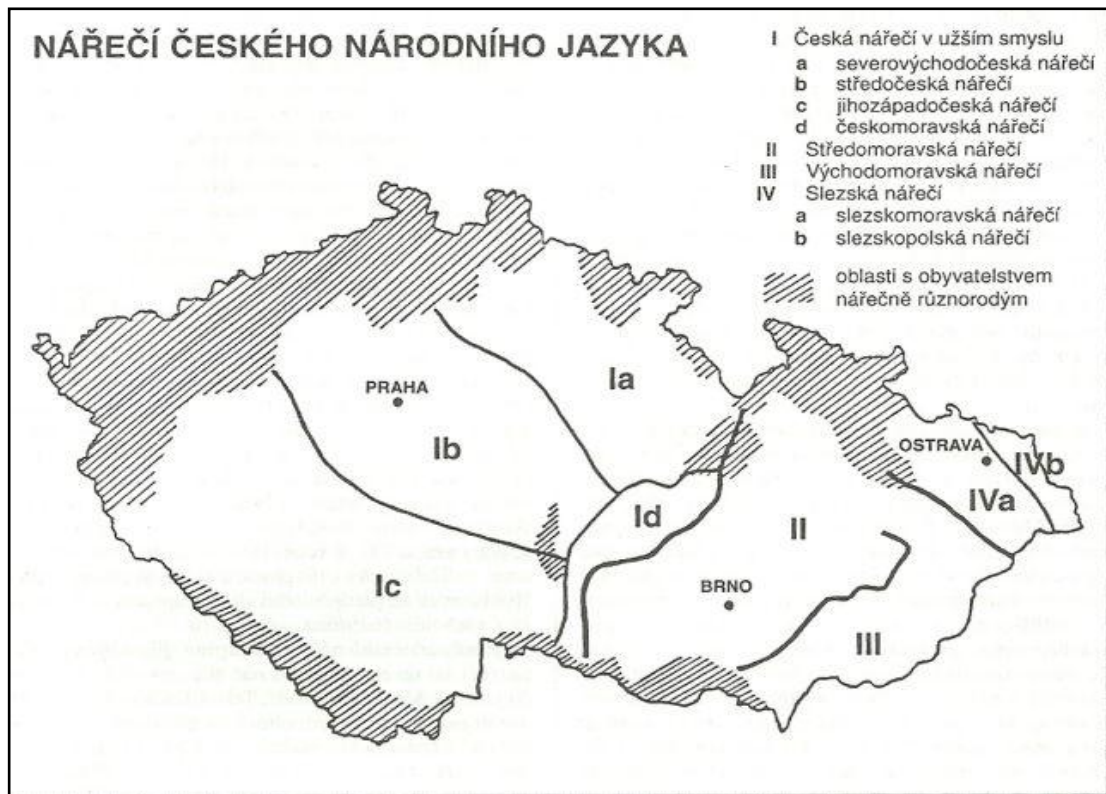 NÁŘEČÍ ČESKÉHO NÁRODNÍHO JAZYKA
I Česká nářečí v užším smyslu
a severovýchodočeská nářečí
b středočeská nářečí
c jihozápadočeská nářečí
d českomoravská nářečí
II Středomoravská nářečí
III Východomoravská nářečí
IV Slezská nářečí
a slezskomoravská nářečí
b slezskopolská nářečí
oblasti s obyvatelstvem
nářečně různorodým
Ia
PRAHA
Ib
OSTRAVA
IVb
IVa
Id
II
Ic
BRNO
III